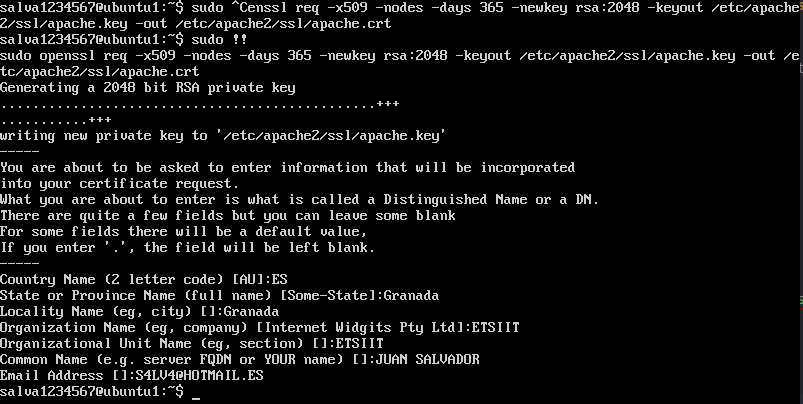 salva1234567@ubuntu1:~$ sudo ^Censsl req -x509 -nodes -days 365 -newkey rsa:2048 -keyout /etc/apache
2/ssl/apache.key -out /etc/apache2/ssl/apache.crt
salva1234567@ubuntu1:~$ sudo !!
sudo openssl req -x509 -nodes -days 365 -newkey rsa:2048 -keyout /etc/apache2/ssl/apache.key -out /e
tc/apache2/ssl/apache.crt
Generating a 2048 bit RSA private key
...............................................+++
...........+++
writing new private key to '/etc/apache2/ssl/apache.key'
-----
You are about to be asked to enter information that will be incorporated
into your certificate request.
What you are about to enter is what is called a Distinguished Name or a DN.
There are quite a few fields but you can leave some blank
For some fields there will be a default value,
If you enter '.', the field will be left blank.
-----
Country Name (2 letter code) [AU]:ES
State or Province Name (full name) [Some-State]:Granada
Locality Name (eg, city) []:Granada
Organization Name (eg, company) [Internet Widgits Pty Ltd]:ETSIIT
Organizational Unit Name (eg, section) []:ETSIIT
Common Name (e.g. server FQDN or YOUR name) []:JUAN SALVADOR
Email Address []:S4LV4@HOTMAIL.ES
salva1234567@ubuntu1:~$ _